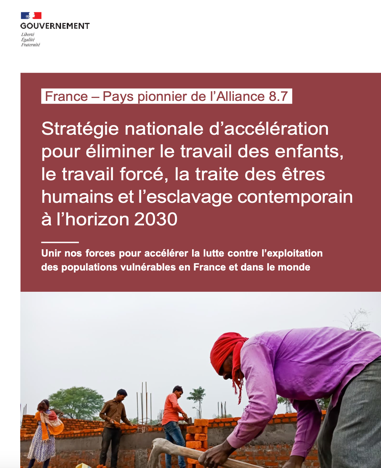 GOUVERNEMENT
Liberté
Égalité
Fraternité
France – Pays pionnier de l’Alliance 8.7
Stratégie nationale d’accélération
pour éliminer le travail des enfants,
le travail forcé, la traite des êtres
humains et l’esclavage contemporain
à l’horizon 2030
Unir nos forces pour accélérer la lutte contre l’exploitation
des populations vulnérables en France et dans le monde